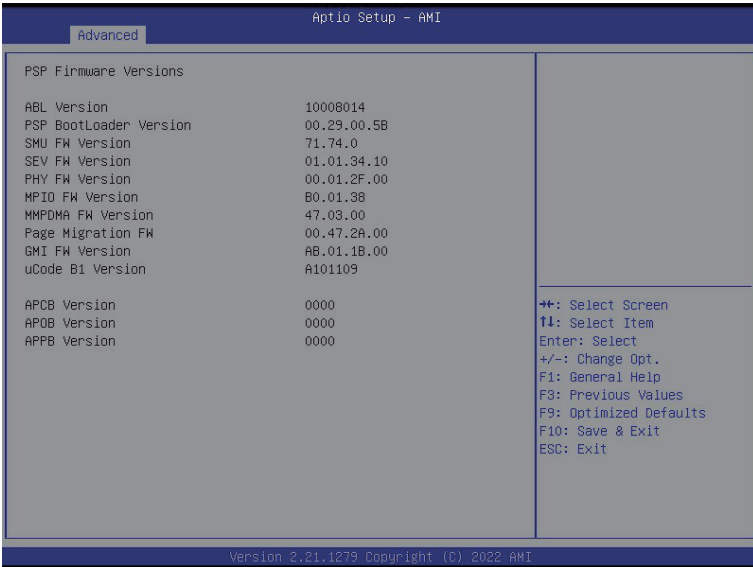 Aptio Setup – AMI
Advanced
PSP Firmware Versions
ABL Version 10008014
PSP BootLoader Version 00.29.00.5B
SMU FW Version 71.74.0
SEV FW Version 01.01.34.10
PHY FW Version 00.01.2F.00
MPIO FW Version B0.01.38
MMPDMA FW Version 47.03.00
Page Migration FW 00.47.2A.00
GMI FW Version AB.01.1B.00
uCode B1 Version A101109
APCB Version 0000
APOB Version 0000
APPB Version 0000
→←: Select Screen
↑↓: Select Item
Enter: Select
+/-: Change Opt.
F1: General Help
F3: Previous Values
F9: Optimized Defaults
F10: Save & Exit
ESC: Exit
Version 2.21.1279 Copyright (C) 2022 AMI